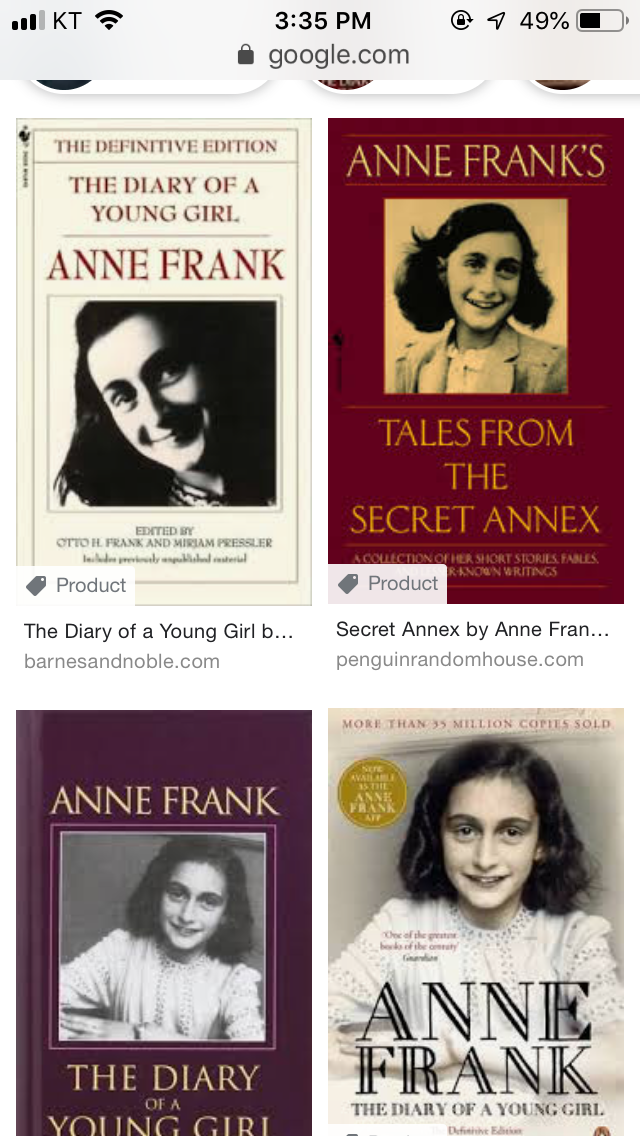 KT 3:35 PM 49%
google.com
THE DEFINITIVE EDITION
THE DIARY OF A
YOUNG GIRL
ANNE FRANK
EDITED BY
OTTO H. FRANK AND MIRJAM PRESSLER
Includes previously unpublished material
Product
The Diary of a Young Girl b...
barnesandnoble.com
ANNE FRANK'S
TALES FROM
THE
SECRET ANNEX
A COLLECTION OF HER SHORT STORIES, FABLES,
ER-KNOWN WRITINGS
Product
Secret Annex by Anne Fran...
penguinrandomhouse.com
ANNE FRANK
THE DIARY
OF A
YOUNG GIRL
MORE THAN 35 MILLION COPIES SOLD
NOW
AVAILABLE
AS THE
ANNE
FRANK
APP
'One of the greatest
books of the century'
Guardian
ANNE
FRANK
THE DIARY OF A YOUNG GIRL
Definitive Edition